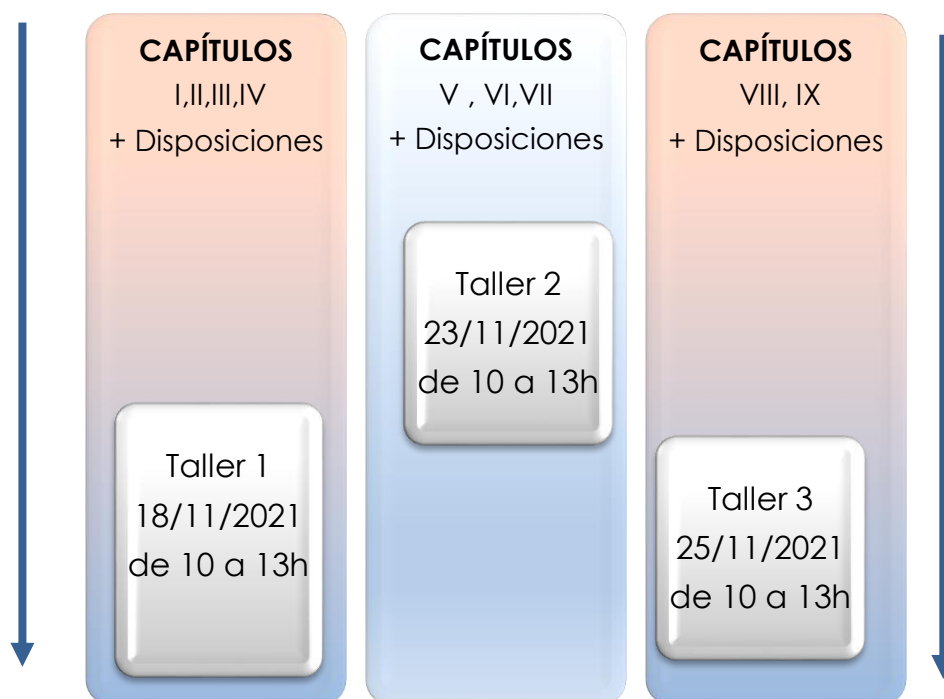 CAPÍTULOS
I,II,III,IV
+ Disposiciones
Taller 1
18/11/2021
de 10 a 13h
CAPÍTULOS
V , VI,VII
+ Disposiciones
Taller 2
23/11/2021
de 10 a 13h
CAPÍTULOS
VIII, IX
+ Disposiciones
Taller 3
25/11/2021
de 10 a 13h